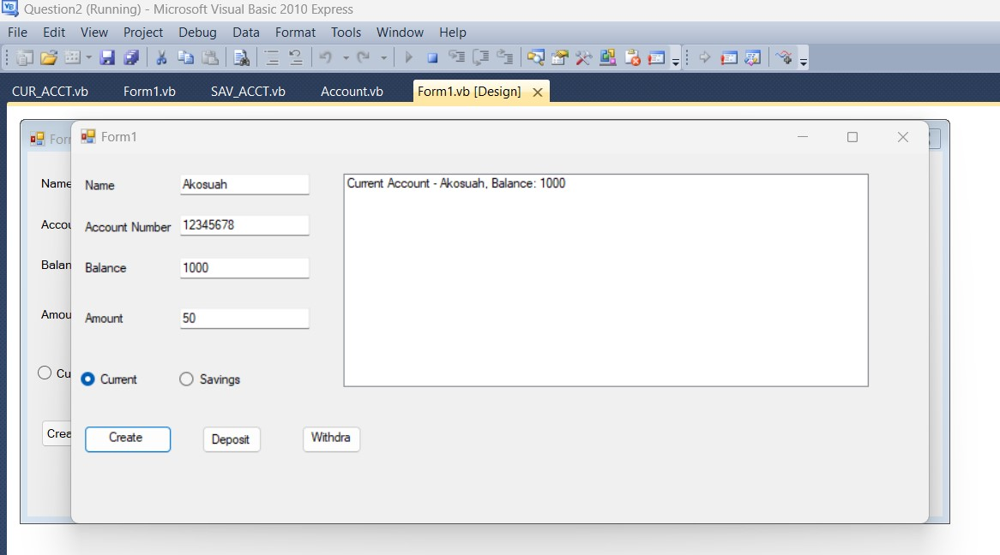 Question2 (Running) - Microsoft Visual Basic 2010 Express
File Edit View Project Debug Data Format Tools Window Help
CUR_ACCT.vb Form1.vb SAV_ACCT.vb Account.vb Form1.vb [Design]
For Form1
Name Name Akosuah Current Account - Akosuah, Balance: 1000
Accou Account Number 12345678
Balan Balance 1000
Amou Amount 50
Cu Current Savings
Crea Create Deposit Withdra